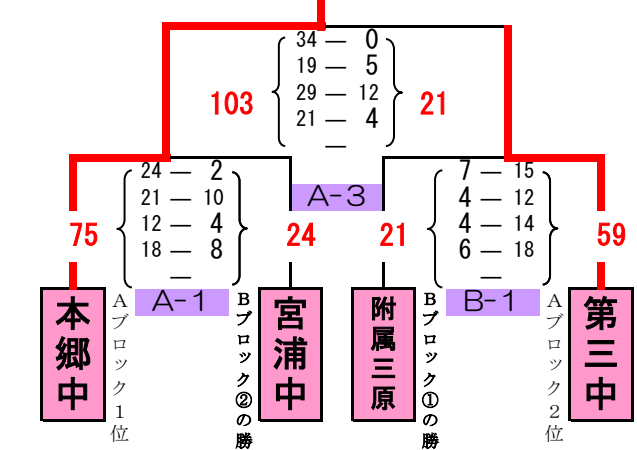 34 — 0
19 — 5
29 — 12
21 — 4
—
103
21
A-3
24 — 2
21 — 10
12 — 4
18 — 8
—
75
24
7 — 15
4 — 12
4 — 14
6 — 18
—
21
59
A-1
B-1
本郷中
Aブロック1位
宮浦中
Bブロック②の勝
附属三原
Bブロック①の勝
第三中
Aブロック2位